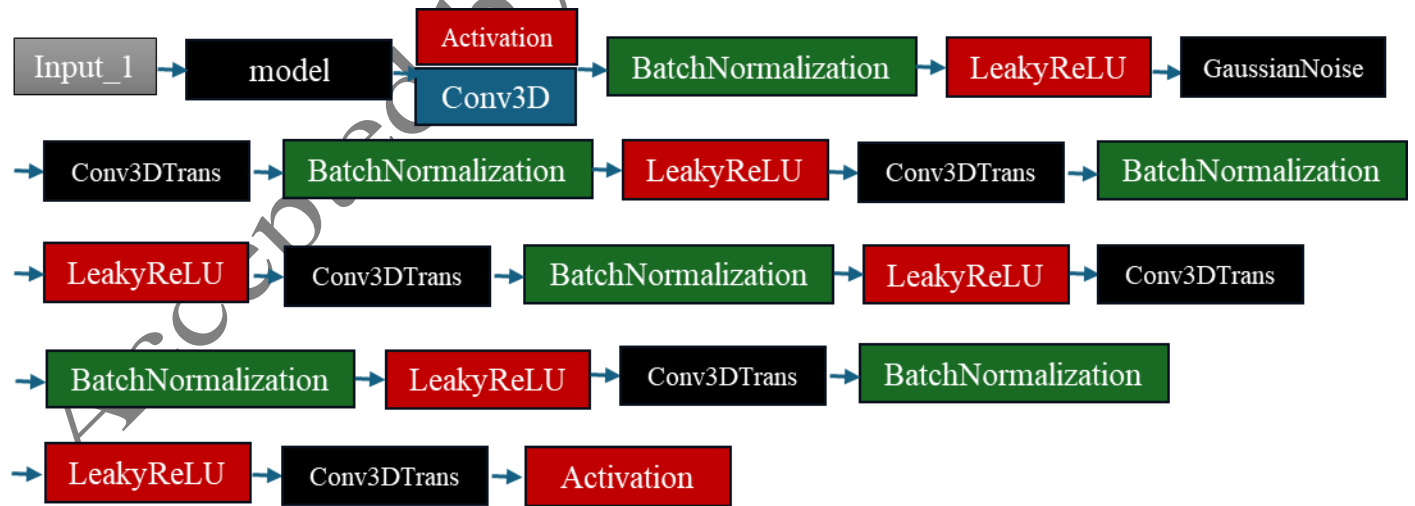 Input_1 model Activation Conv3D BatchNormalization LeakyReLU GaussianNoise
Conv3DTrans BatchNormalization LeakyReLU Conv3DTrans BatchNormalization
LeakyReLU Conv3DTrans BatchNormalization LeakyReLU Conv3DTrans
BatchNormalization LeakyReLU Conv3DTrans BatchNormalization
LeakyReLU Conv3DTrans Activation
Accepted